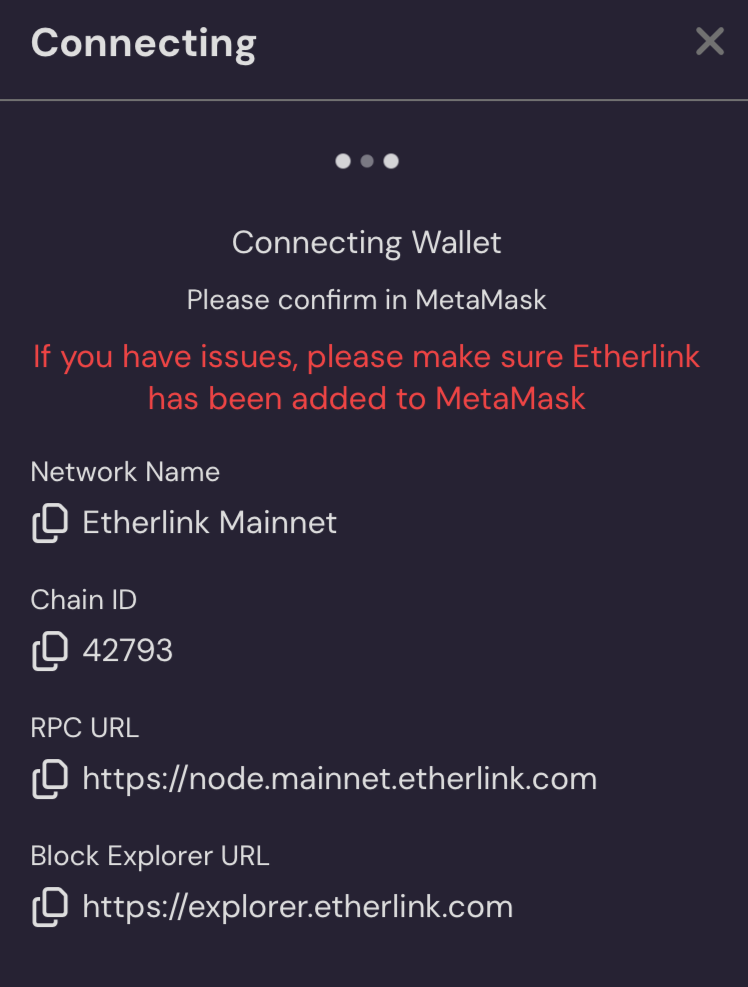 Connecting
Connecting Wallet
Please confirm in MetaMask
If you have issues, please make sure Etherlink
has been added to MetaMask
Network Name
Etherlink Mainnet
Chain ID
42793
RPC URL
https://node.mainnet.etherlink.com
Block Explorer URL
https://explorer.etherlink.com